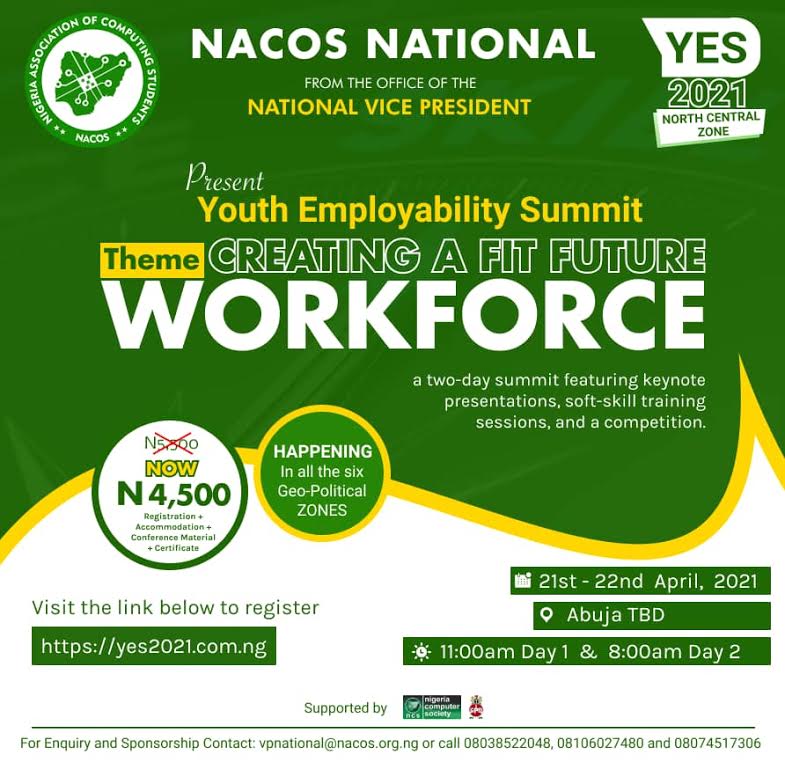 NIGERIA ASSOCIATION OF COMPUTING STUDENTS
NACOS
NACOS NATIONAL
FROM THE OFFICE OF THE
NATIONAL VICE PRESIDENT
YES
2021
NORTH CENTRAL
ZONE
Present
Youth Employability Summit
Theme CREATING A FIT FUTURE
WORKFORCE
a two-day summit featuring keynote
presentations, soft-skill training
sessions, and a competition.
N5,500
NOW
N4,500
Registration +
Accommodation +
Conference Material
+ Certificate
HAPPENING
In all the six
Geo-Political
ZONES
21st - 22nd April, 2021
Abuja TBD
11:00am Day 1 & 8:00am Day 2
Visit the link below to register
https://yes2021.com.ng
Supported by
ncs nigeria
computer
society
For Enquiry and Sponsorship Contact: vpnational@nacos.org.ng or call 08038522048, 08106027480 and 08074517306